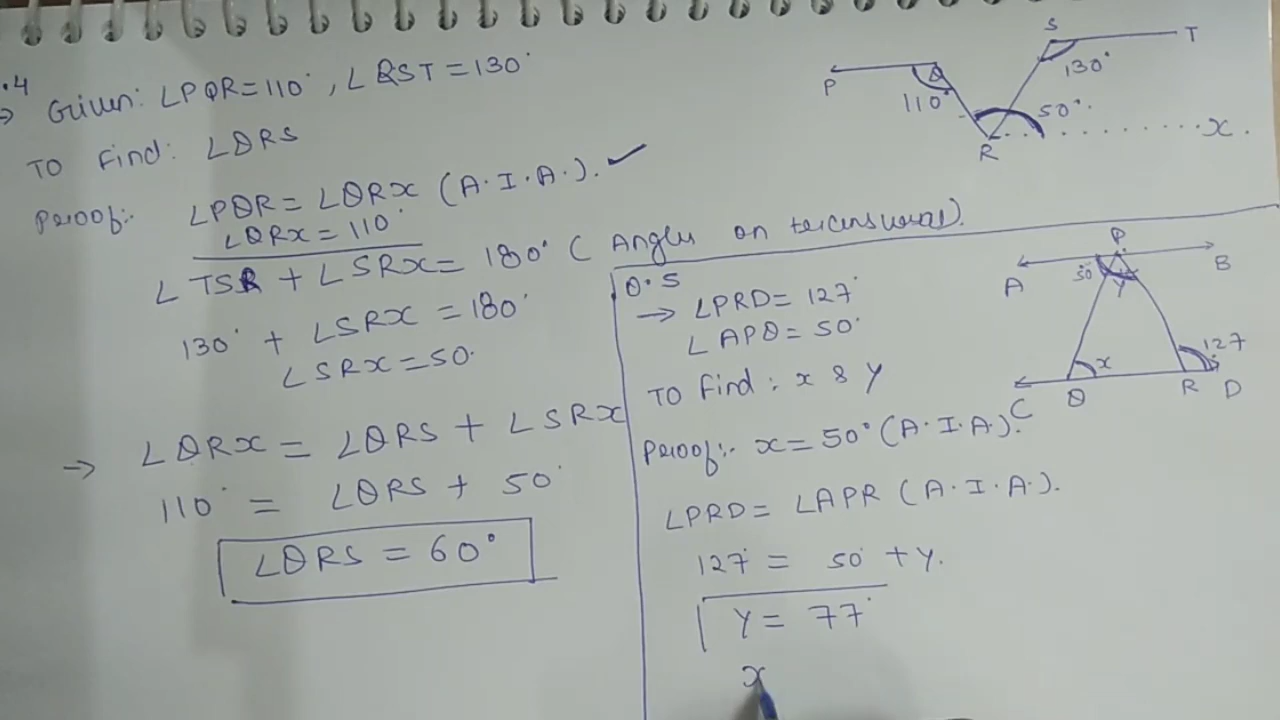 .4
→ Given: ∠PQR=110°, ∠QST=130°
To Find: ∠QRS
Proof:- ∠PQR = ∠QRX (A.I.A.). ✓
∠QRX = 110°
∠TSR + ∠SRX = 180° (Angles on transversal).
130° + ∠SRX = 180°
∠SRX = 50°
→ ∠QRX = ∠QRS + ∠SRX
110° = ∠QRS + 50°
∠QRS = 60°
S
T
130°
P
Q
110°
50°.
R
x.
Q.5
→ ∠PRD = 127°
∠APQ = 50°
To Find: x & y
Proof:- x = 50° (A.I.A.).
∠PRD = ∠APR (A.I.A.).
127° = 50° + y.
y = 77°
x
P
A
B
50
y
x
127
C
Q
R
D